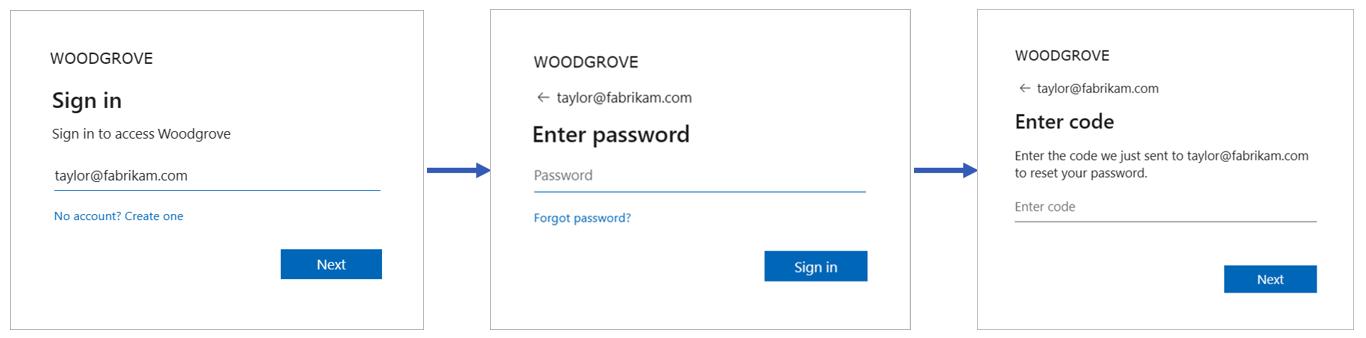 WOODGROVE
Sign in
Sign in to access Woodgrove
taylor@fabrikam.com
No account? Create one
Next
WOODGROVE
← taylor@fabrikam.com
Enter password
Password
Forgot password?
Sign in
WOODGROVE
← taylor@fabrikam.com
Enter code
Enter the code we just sent to taylor@fabrikam.com
to reset your password.
Enter code
Next